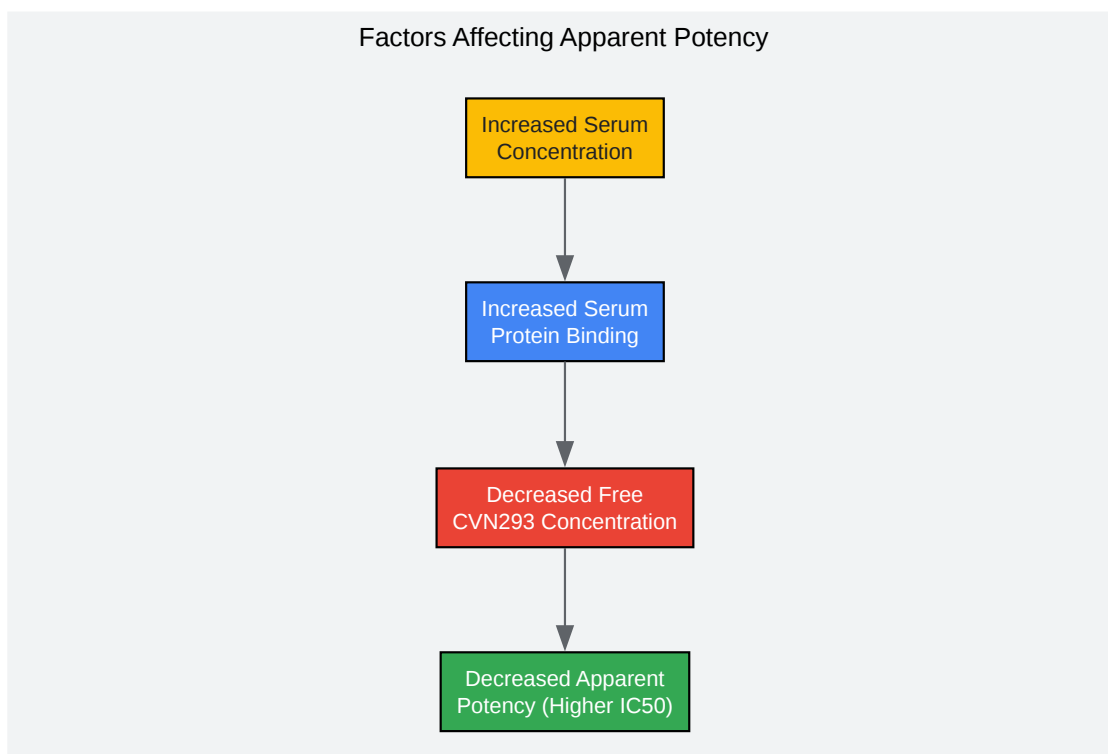 Factors Affecting Apparent Potency
Increased Serum
Concentration
Increased Serum
Protein Binding
Decreased Free
CVN293 Concentration
Decreased Apparent
Potency (Higher IC50)